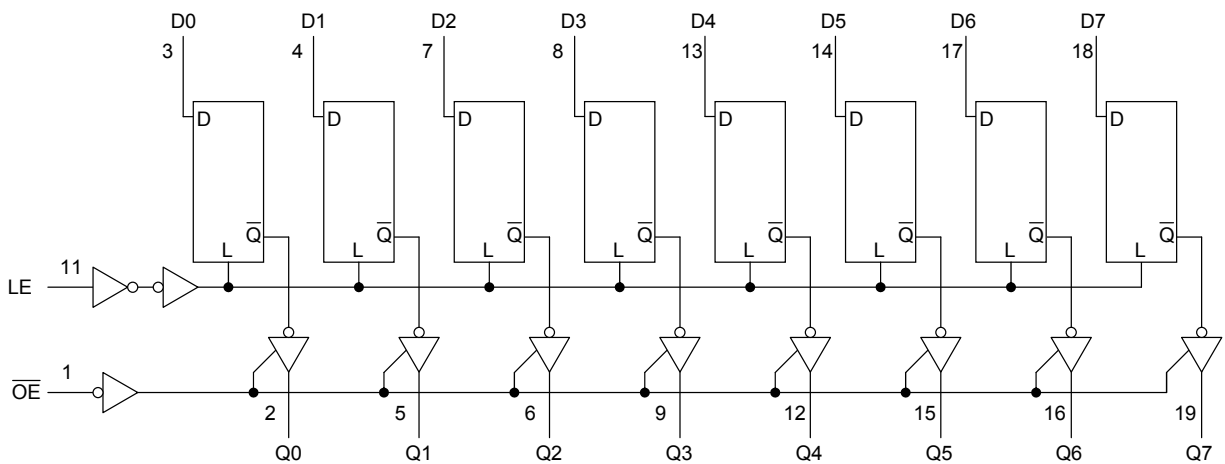 D0 D1 D2 D3 D4 D5 D6 D7
3 4 7 8 13 14 17 18
D D D D D D D D
Q̅ Q̅ Q̅ Q̅ Q̅ Q̅ Q̅ Q̅
L L L L L L L L
11
LE
1
O̅E̅
2 5 6 9 12 15 16 19
Q0 Q1 Q2 Q3 Q4 Q5 Q6 Q7